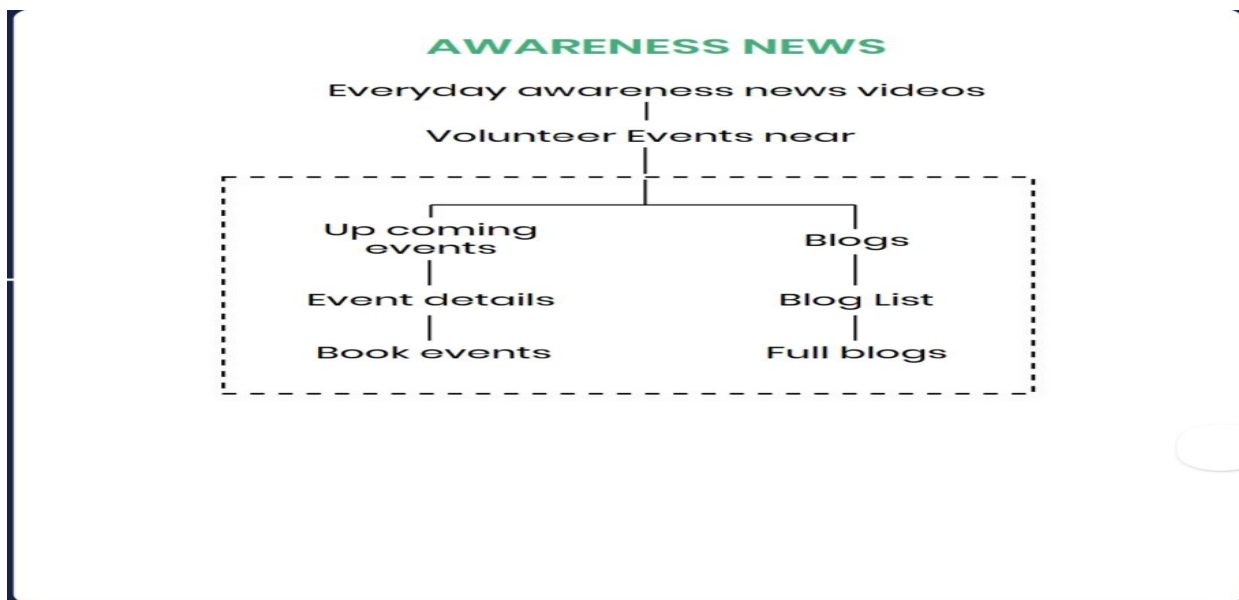 AWARENESS NEWS
Everyday awareness news videos
Volunteer Events near
Up coming
events
Event details
Book events
Blogs
Blog List
Full blogs